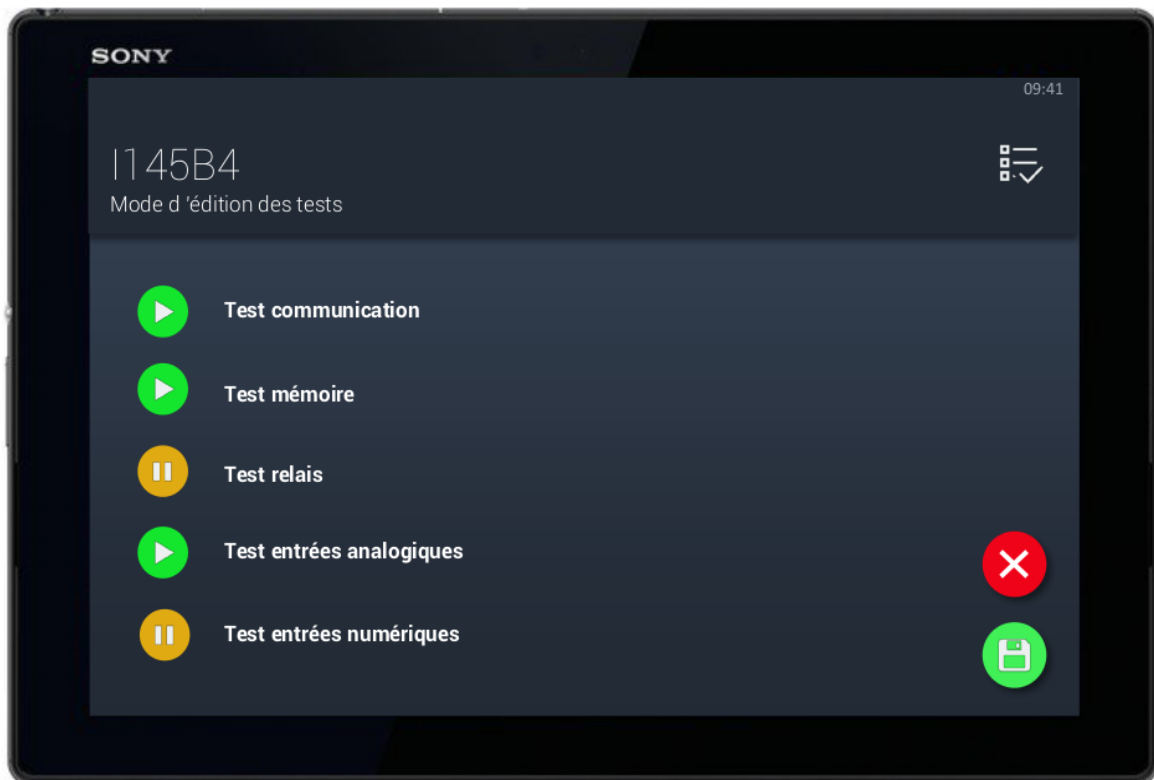 SONY
09:41
I145B4
Mode d 'édition des tests
Test communication
Test mémoire
Test relais
Test entrées analogiques
Test entrées numériques